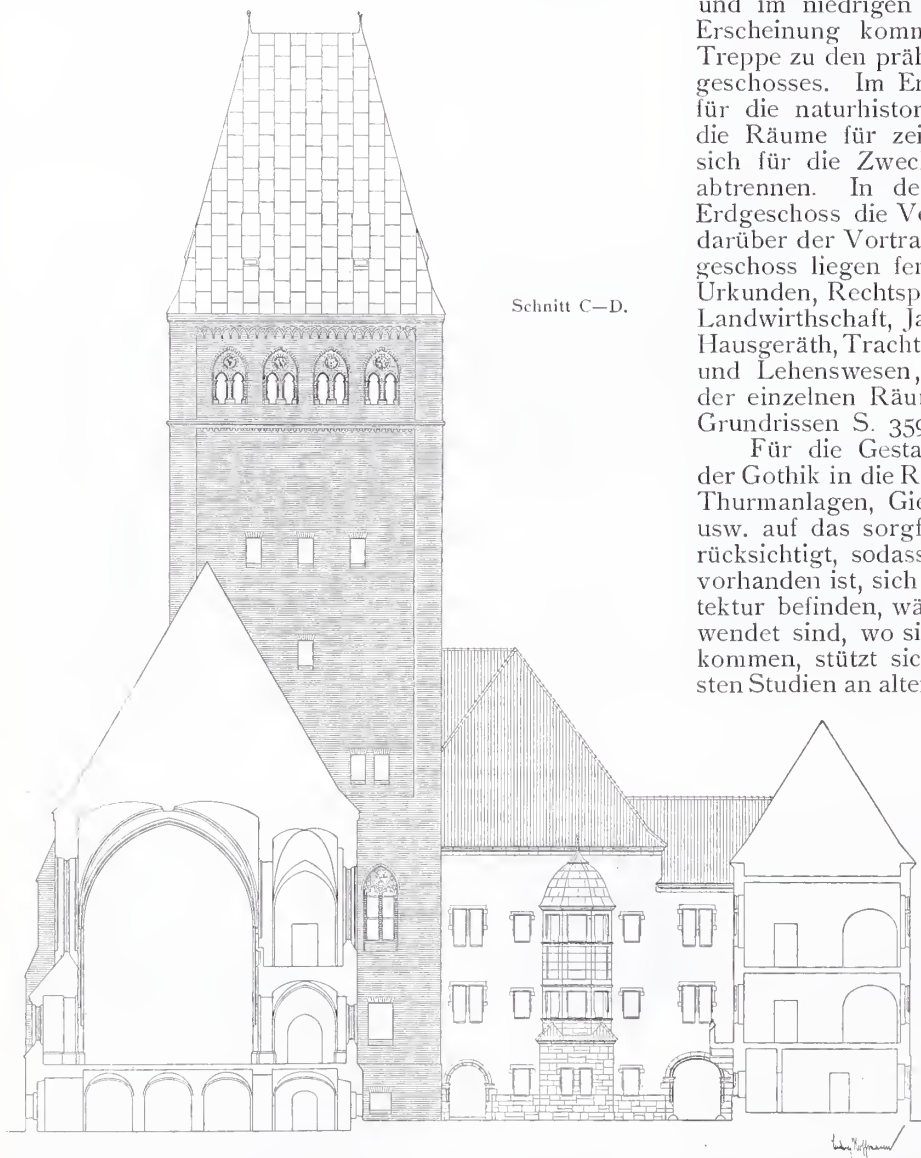 und im niedrigen
Erscheinung komm
Treppe zu den präh
geschosses. Im Er
für die naturhistor
die Räume für zei
sich für die Zwec
abtrennen. In de
Erdgeschoss die Ve
darüber der Vortra
geschoss liegen fer
Urkunden, Rechtsp
Landwirthschaft, Ja
Hausgeräth, Tracht
und Lehenswesen,
der einzelnen Räu
Grundrissen S. 359
Für die Gesta
der Gothik in die R
Thurmanlagen, Gie
usw. auf das sorgf
rücksichtigt, sodass
vorhanden ist, sich
tektur befinden, wä
wendet sind, wo si
kommen, stützt sic
sten Studien an alte
Schnitt C—D.
Ludwig Hoffmann